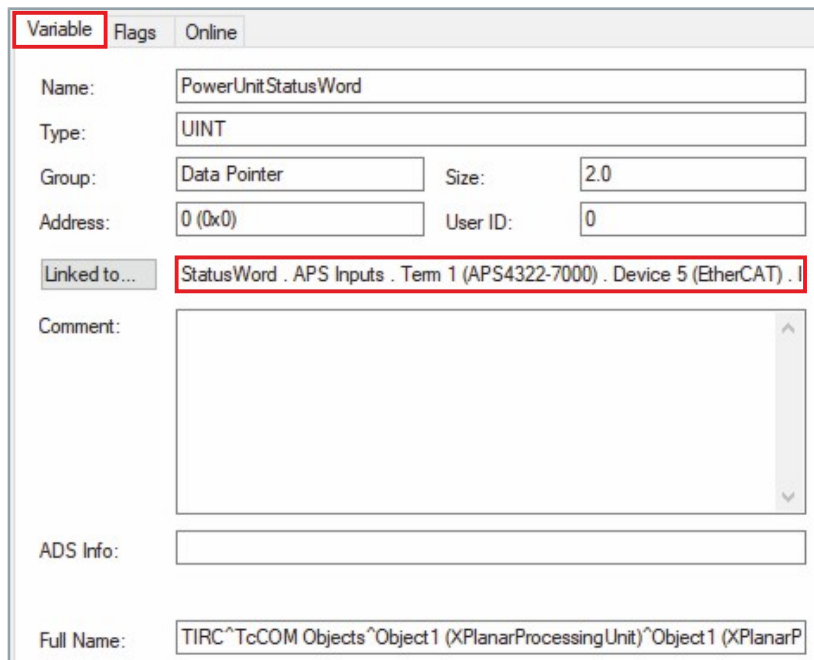 Variable Flags Online
Name: PowerUnitStatusWord
Type: UINT
Group: Data Pointer Size: 2.0
Address: 0 (0x0) User ID: 0
Linked to... StatusWord . APS Inputs . Term 1 (APS4322-7000) . Device 5 (EtherCAT) . I
Comment:
ADS Info:
Full Name: TIRC^TcCOM Objects^Object1 (XPlanarProcessingUnit)^Object1 (XPlanarP